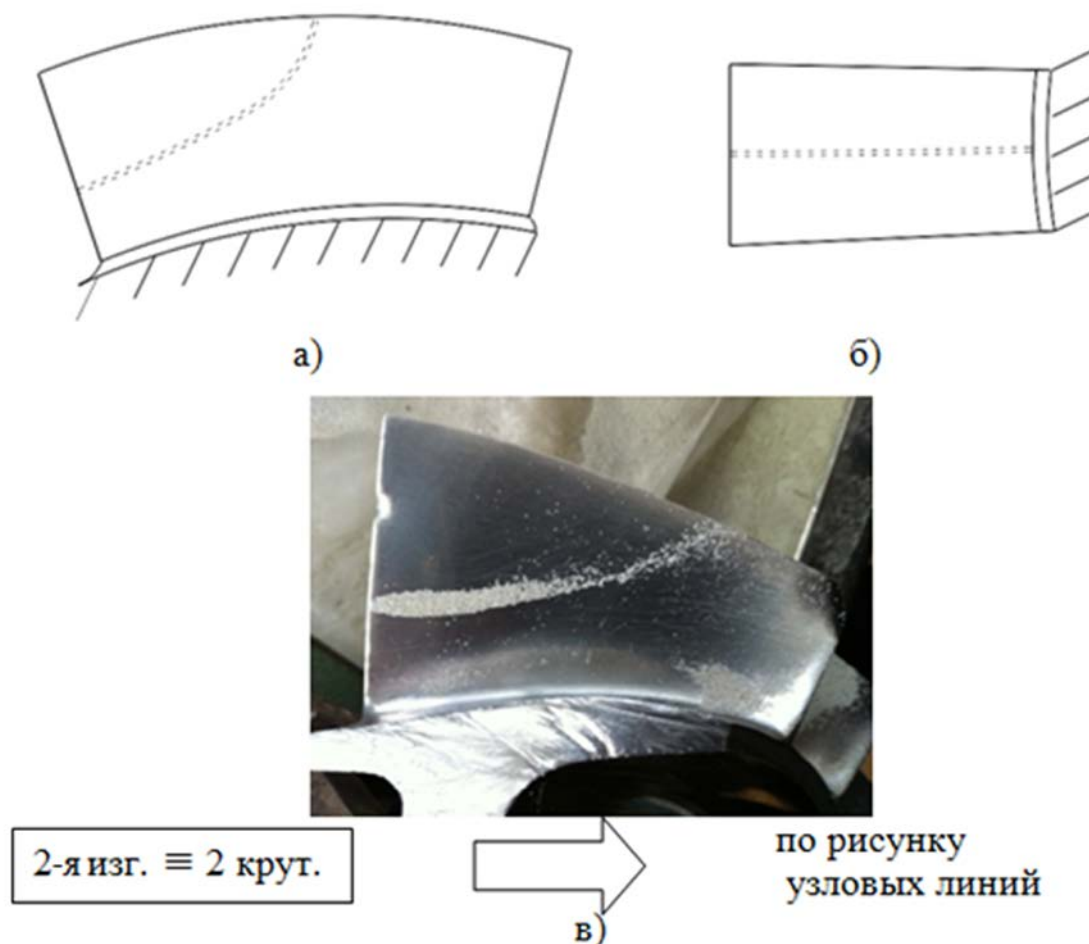 а)
б)
2-я изг. ≡ 2 крут.
по рисунку
узловых линий
в)